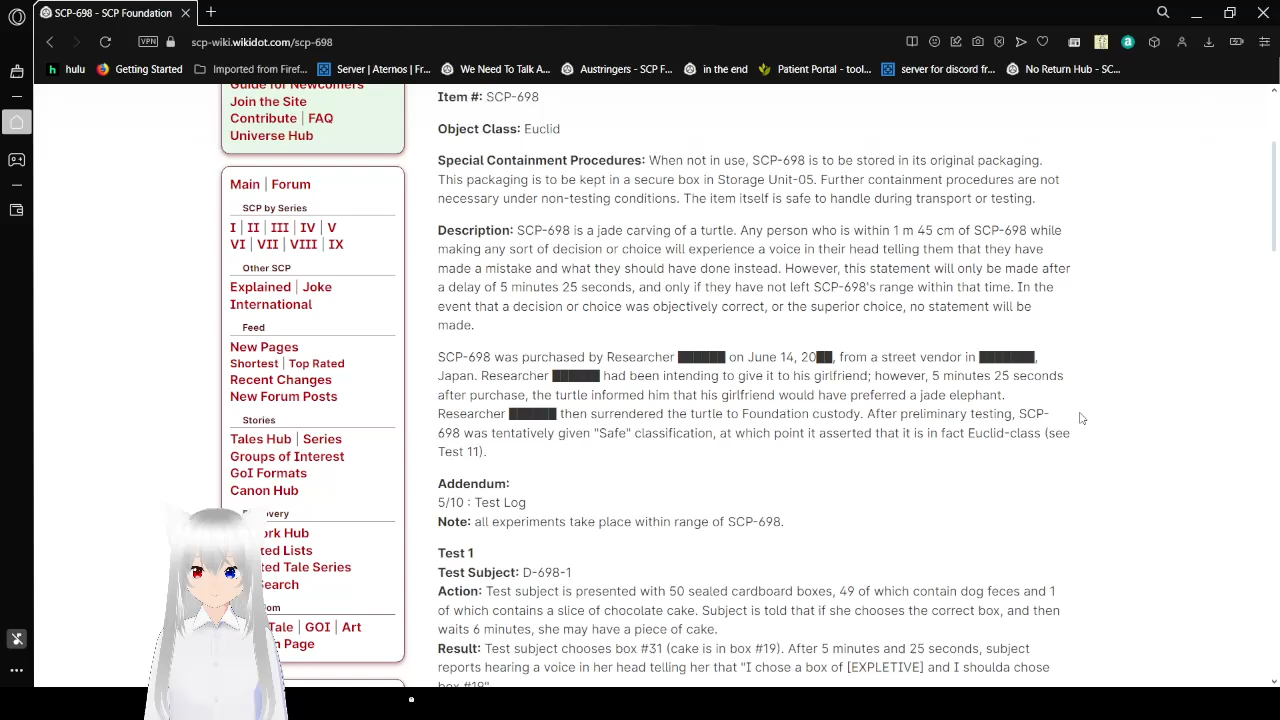 SCP-698 - SCP Foundation
VPN scp-wiki.wikidot.com/scp-698
hulu Getting Started Imported from Firef... Server | Aternos | Fr... We Need To Talk A... Austringers - SCP F... in the end Patient Portal - tool... server for discord fr... No Return Hub - SC...
Guide for Newcomers
Join the Site
Contribute | FAQ
Universe Hub
Main | Forum
SCP by Series
I | II | III | IV | V
VI | VII | VIII | IX
Other SCP
Explained | Joke
International
Feed
New Pages
Shortest | Top Rated
Recent Changes
New Forum Posts
Stories
Tales Hub | Series
Groups of Interest
GoI Formats
Canon Hub
Hub
Lists
Tale Series
Search
Tale | GOI | Art
Page
Item #: SCP-698
Object Class: Euclid
Special Containment Procedures: When not in use, SCP-698 is to be stored in its original packaging.
This packaging is to be kept in a secure box in Storage Unit-05. Further containment procedures are not
necessary under non-testing conditions. The item itself is safe to handle during transport or testing.
Description: SCP-698 is a jade carving of a turtle. Any person who is within 1 m 45 cm of SCP-698 while
making any sort of decision or choice will experience a voice in their head telling them that they have
made a mistake and what they should have done instead. However, this statement will only be made after
a delay of 5 minutes 25 seconds, and only if they have not left SCP-698's range within that time. In the
event that a decision or choice was objectively correct, or the superior choice, no statement will be
made.
SCP-698 was purchased by Researcher ██████ on June 14, 20██, from a street vendor in ███████,
Japan. Researcher ██████ had been intending to give it to his girlfriend; however, 5 minutes 25 seconds
after purchase, the turtle informed him that his girlfriend would have preferred a jade elephant.
Researcher ██████ then surrendered the turtle to Foundation custody. After preliminary testing, SCP-
698 was tentatively given "Safe" classification, at which point it asserted that it is in fact Euclid-class (see
Test 11).
Addendum:
5/10 : Test Log
Note: all experiments take place within range of SCP-698.
Test 1
Test Subject: D-698-1
Action: Test subject is presented with 50 sealed cardboard boxes, 49 of which contain dog feces and 1
of which contains a slice of chocolate cake. Subject is told that if she chooses the correct box, and then
waits 6 minutes, she may have a piece of cake.
Result: Test subject chooses box #31 (cake is in box #19). After 5 minutes and 25 seconds, subject
reports hearing a voice in her head telling her that "I chose a box of [EXPLETIVE] and I shoulda chose
box #19".